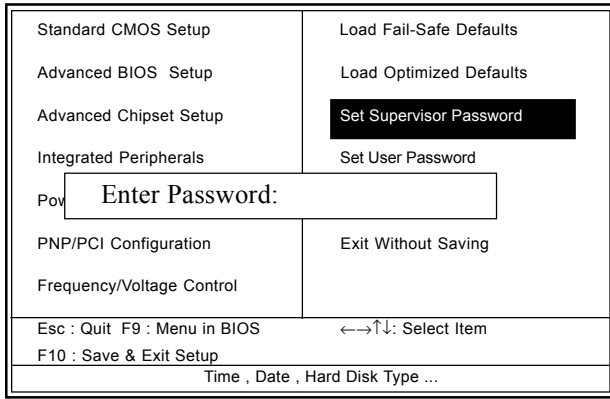 Standard CMOS Setup
Advanced BIOS Setup
Advanced Chipset Setup
Integrated Peripherals
Enter Password:
PNP/PCI Configuration
Frequency/Voltage Control
Load Fail-Safe Defaults
Load Optimized Defaults
Set Supervisor Password
Set User Password
Exit Without Saving
Esc : Quit F9 : Menu in BIOS
←→↑↓: Select Item
F10 : Save & Exit Setup
Time , Date , Hard Disk Type ...